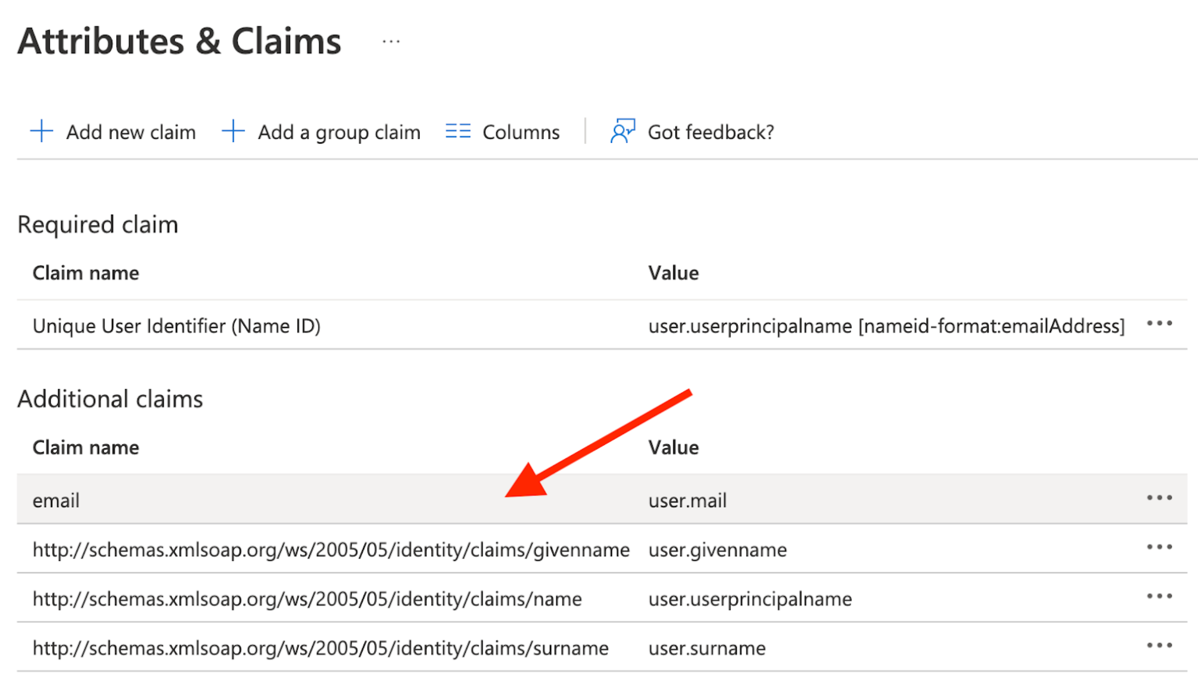 Attributes & Claims ...
Add new claim Add a group claim Columns Got feedback?
Required claim
Claim name Value
Unique User Identifier (Name ID) user.userprincipalname [nameid-format:emailAddress] ...
Additional claims
Claim name Value
email user.mail ...
http://schemas.xmlsoap.org/ws/2005/05/identity/claims/givenname user.givenname ...
http://schemas.xmlsoap.org/ws/2005/05/identity/claims/name user.userprincipalname ...
http://schemas.xmlsoap.org/ws/2005/05/identity/claims/surname user.surname ...